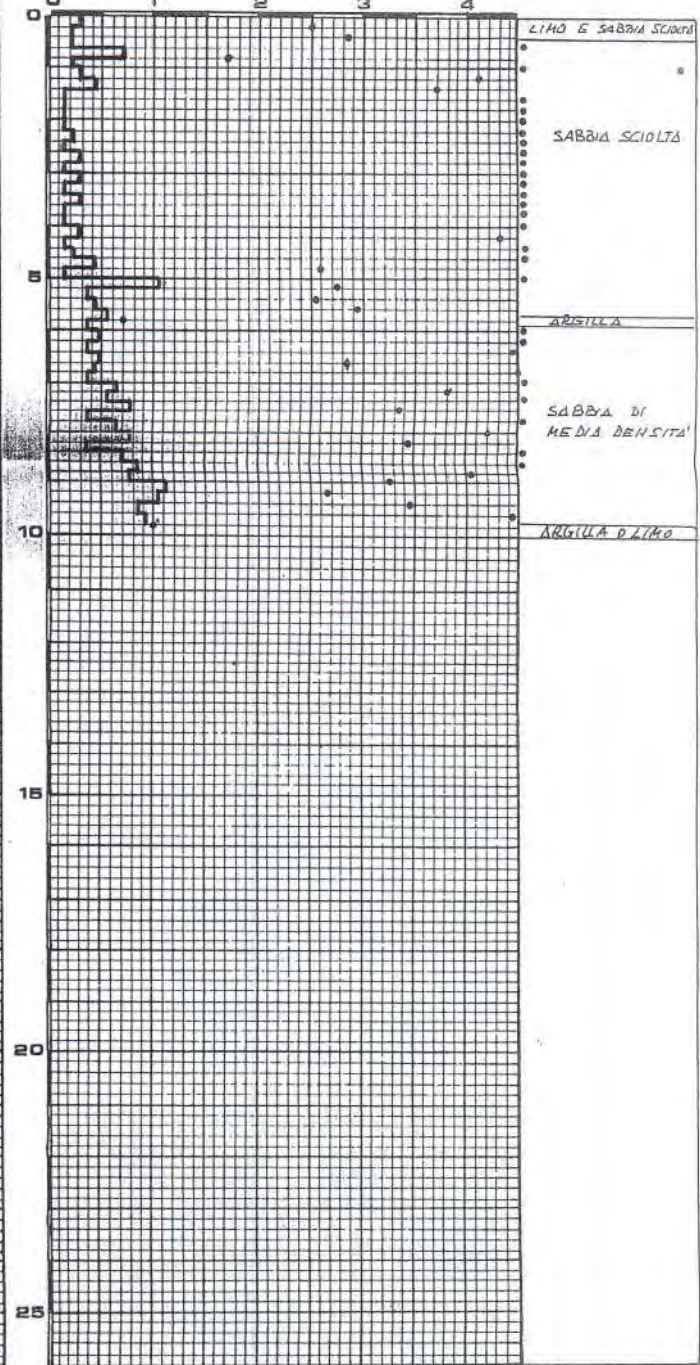 0 1 2 3 4
0
LIMO E SABBIA SCIOLTA
SABBIA SCIOLTA
5
ARGILLA
SABBIA DI
MEDIA DENSITA'
10
ARGILLA O LIMO
15
20
25